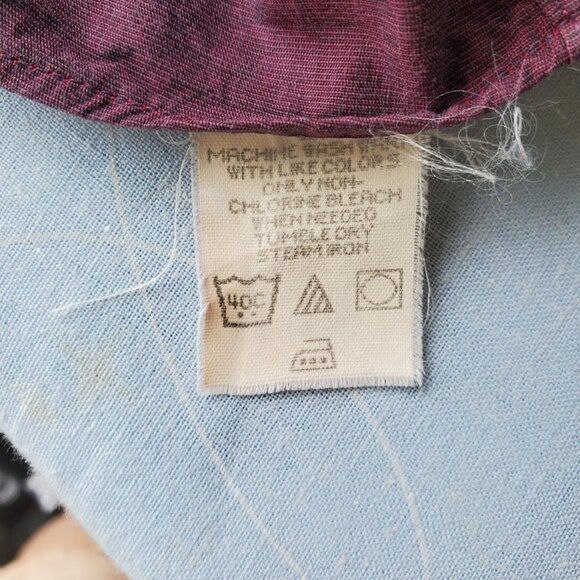 MACHINE WASH WARM
WITH LIKE COLORS
ONLY NON-
CHLORINE BLEACH
WHEN NEEDED
TUMBLE DRY
STEAM IRON
40C